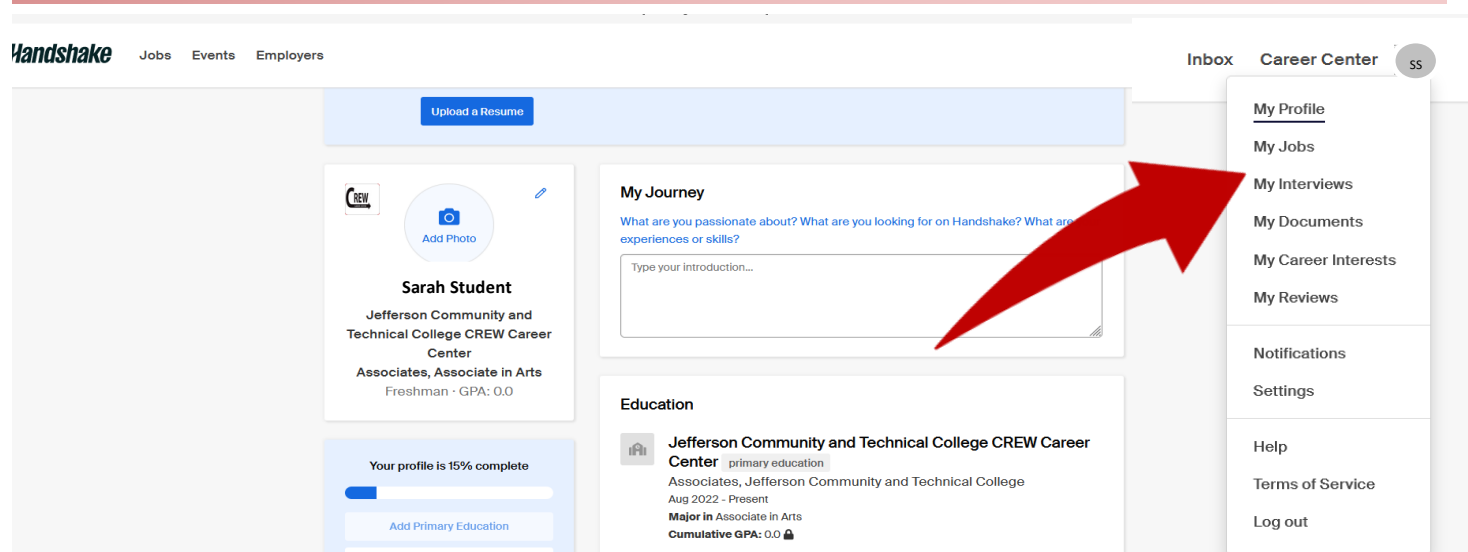 Handshake Jobs Events Employers Inbox Career Center SS
Upload a Resume
CREW
Add Photo
Sarah Student
Jefferson Community and
Technical College CREW Career
Center
Associates, Associate in Arts
Freshman · GPA: 0.0
Your profile is 15% complete
Add Primary Education
My Journey
What are you passionate about? What are you looking for on Handshake? What are
experiences or skills?
Type your introduction...
Education
Jefferson Community and Technical College CREW Career
Center primary education
Associates, Jefferson Community and Technical College
Aug 2022 - Present
Major in Associate in Arts
Cumulative GPA: 0.0
My Profile
My Jobs
My Interviews
My Documents
My Career Interests
My Reviews
Notifications
Settings
Help
Terms of Service
Log out